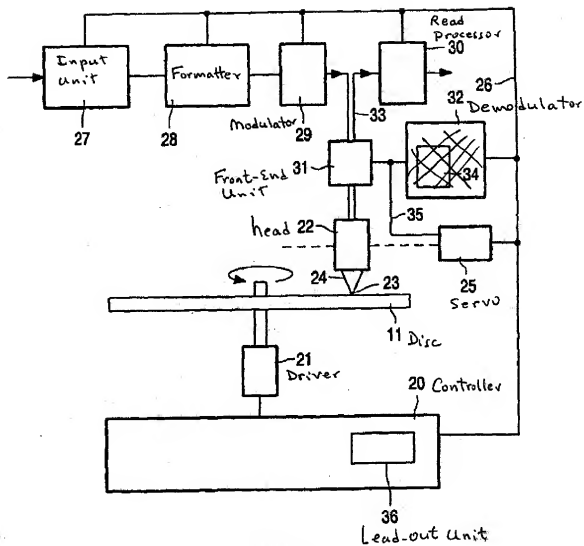 Read
Processor
30
Input
Unit
27
Formatter
28
Modulator
29
26
33
32
Demodulator
34
31
Front-End
Unit
35
head
22
24
23
25
Servo
11 Disc
21
Driver
20 Controller
36
Lead-out Unit